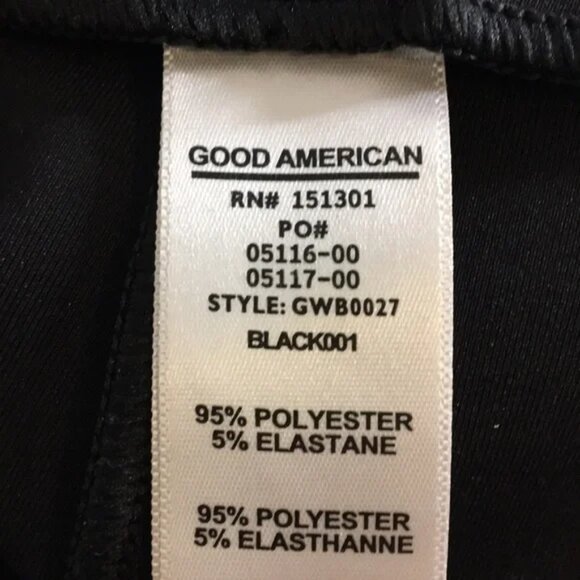 GOOD AMERICAN
RN# 151301
PO#
05116-00
05117-00
STYLE: GWB0027
BLACK001
95% POLYESTER
5% ELASTANE
95% POLYESTER
5% ELASTHANNE